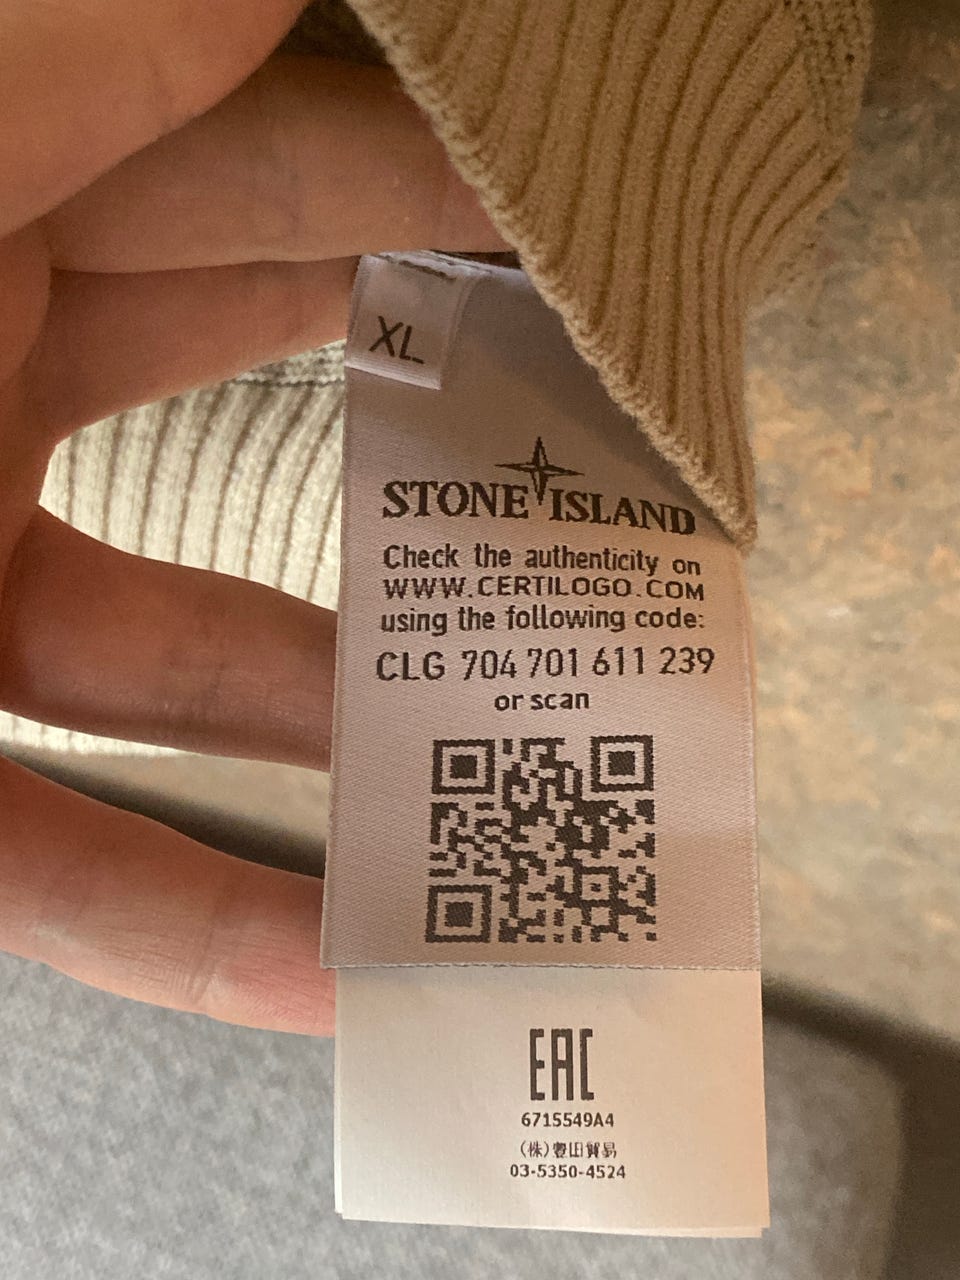 XL
STONE ISLAND
Check the authenticity on
WWW.CERTILOGO.COM
using the following code:
CLG 704 701 611 239
or scan
EAC
6715549A4
(株)豊田貿易
03-5350-4524